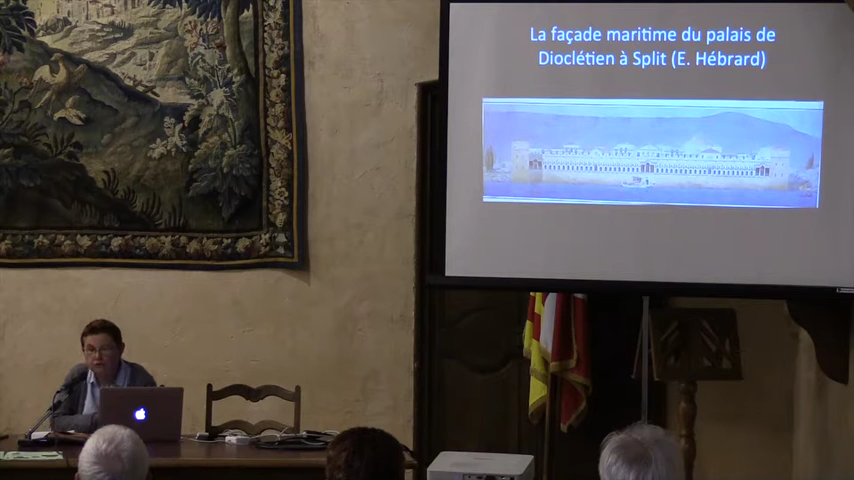 La façade maritime du palais de
Dioclétien à Split (E. Hébrard)